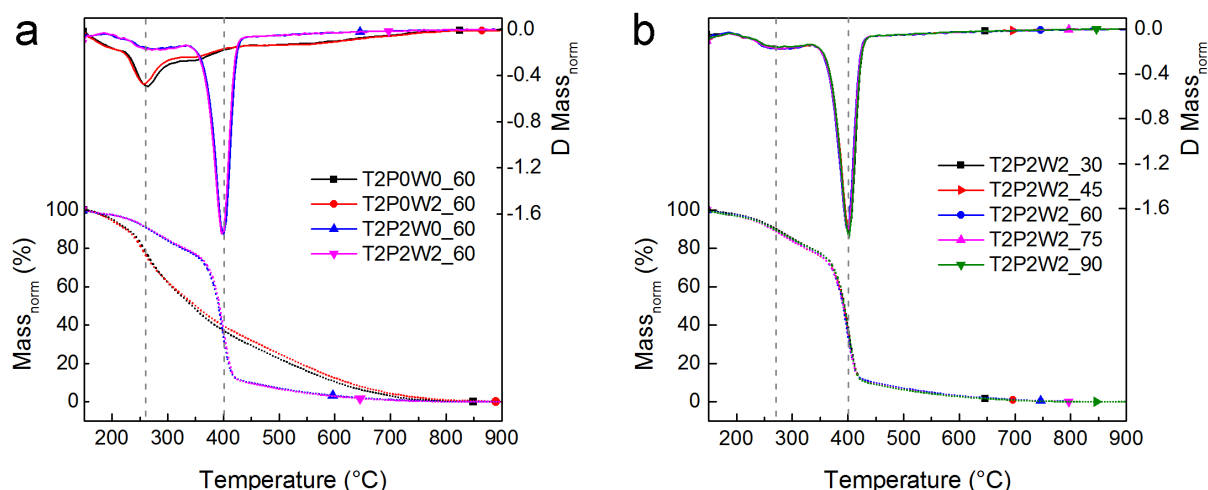 a
0.0
-0.4
-0.8
-1.2
-1.6
D Mass_norm
T2P0W0_60
T2P0W2_60
T2P2W0_60
T2P2W2_60
100
80
60
40
20
0
Mass_norm (%)
200 300 400 500 600 700 800 900
Temperature (°C)
b
0.0
-0.4
-0.8
-1.2
-1.6
D Mass_norm
T2P2W2_30
T2P2W2_45
T2P2W2_60
T2P2W2_75
T2P2W2_90
100
80
60
40
20
0
Mass_norm (%)
200 300 400 500 600 700 800 900
Temperature (°C)